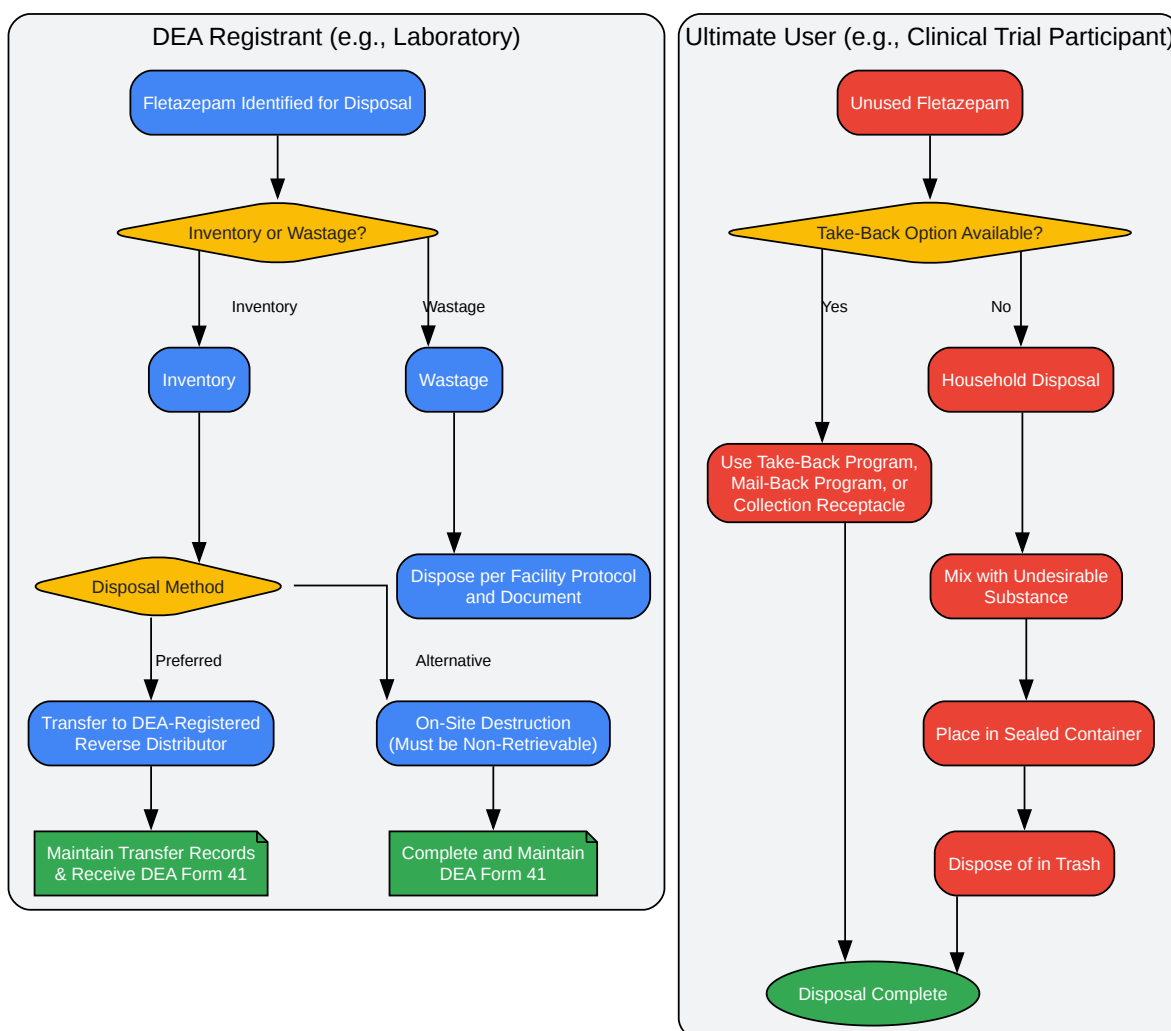 DEA Registrant (e.g., Laboratory)
Fletazepam Identified for Disposal
Inventory or Wastage?
Inventory
Wastage
Inventory
Wastage
Disposal Method
Dispose per Facility Protocol
and Document
Preferred
Alternative
Transfer to DEA-Registered
Reverse Distributor
On-Site Destruction
(Must be Non-Retrievable)
Maintain Transfer Records
& Receive DEA Form 41
Complete and Maintain
DEA Form 41
Ultimate User (e.g., Clinical Trial Participant)
Unused Fletazepam
Take-Back Option Available?
Yes
No
Household Disposal
Use Take-Back Program,
Mail-Back Program, or
Collection Receptacle
Mix with Undesirable
Substance
Place in Sealed Container
Dispose of in Trash
Disposal Complete